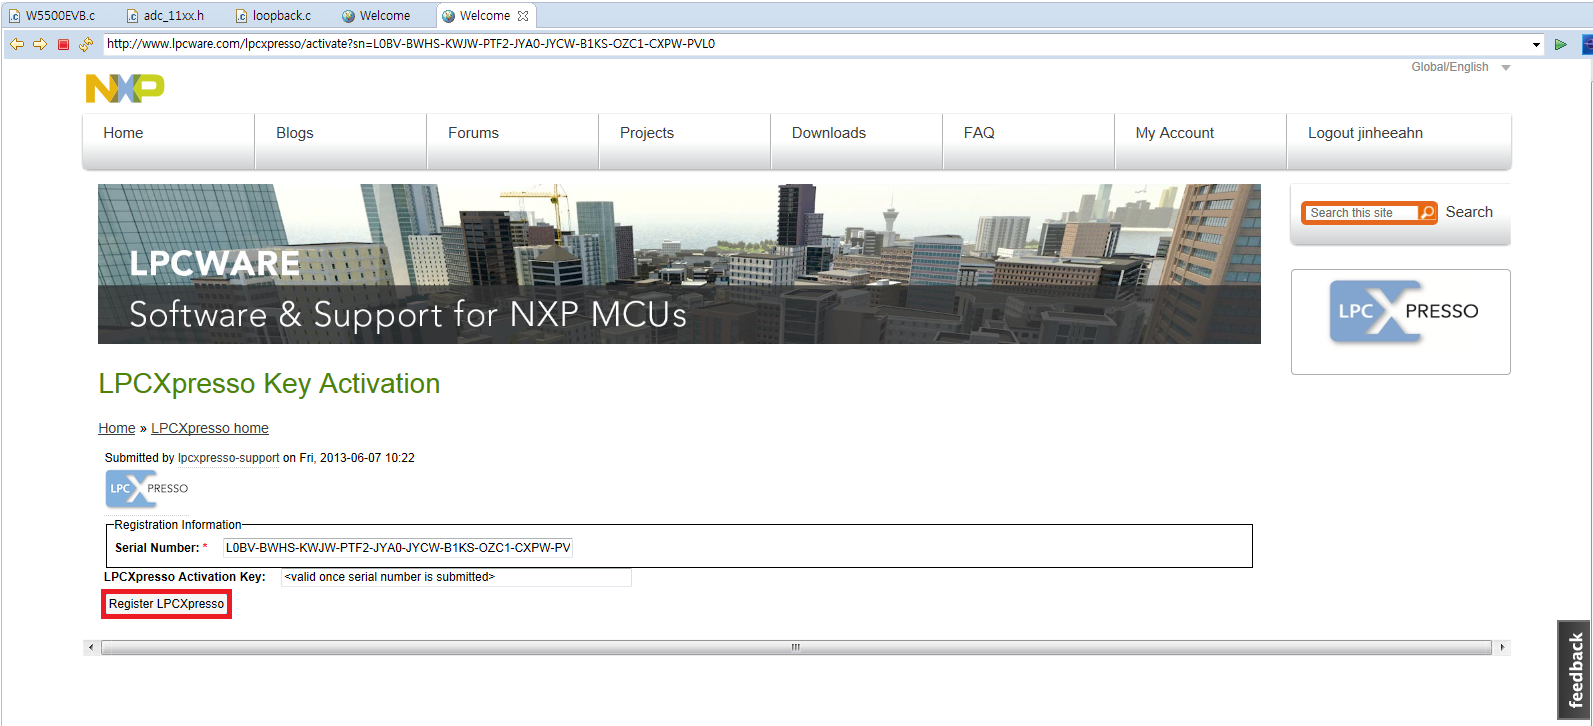 W5500EVB.c adc_11xx.h loopback.c Welcome Welcome
http://www.lpcware.com/lpcxpresso/activate?sn=L0BV-BWHS-KWJW-PTF2-JYA0-JYCW-B1KS-OZC1-CXPW-PVL0
Global/English
NXP
Home Blogs Forums Projects Downloads FAQ My Account Logout jinheeahn
Search this site Search
LPCWARE
Software & Support for NXP MCUs
LPCXPRESSO
LPCXpresso Key Activation
Home » LPCXpresso home
Submitted by lpcxpresso-support on Fri, 2013-06-07 10:22
LPCXPRESSO
Registration Information
Serial Number: * L0BV-BWHS-KWJW-PTF2-JYA0-JYCW-B1KS-OZC1-CXPW-PV
LPCXpresso Activation Key: <valid once serial number is submitted>
Register LPCXpresso
feedback